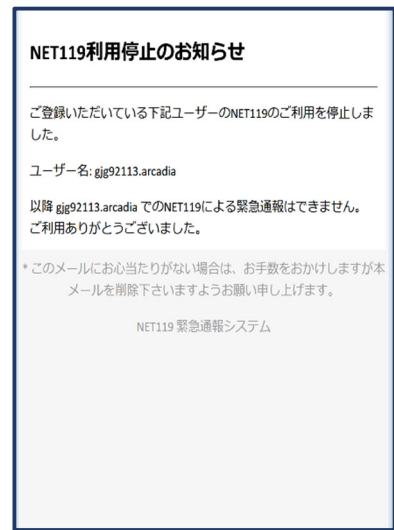 NET119利用停止のお知らせ
ご登録いただいている下記ユーザーのNET119のご利用を停止しま
した。
ユーザー名: gjg92113.arcadia
以降 gjg92113.arcadia でのNET119による緊急通報はできません。
ご利用ありがとうございました。
* このメールにお心当たりがない場合は、お手数をおかけしますが本
メールを削除下さいますようお願い申し上げます。
NET119 緊急通報システム